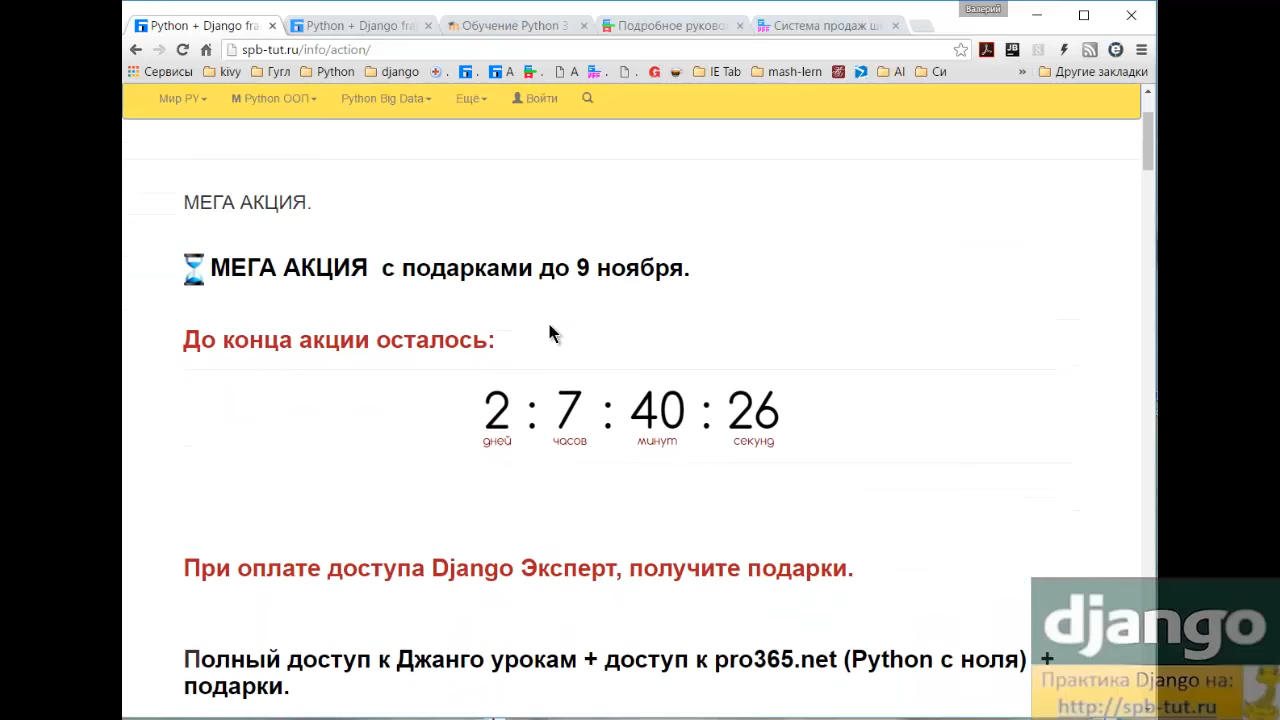 Валерий
Python + Django fra
Python + Django fra
Обучение Python 3
Подробное руково
Система продаж ш
spb-tut.ru/info/action/
Сервисы kivy Гугл Python django А А G IE Tab mash-lern AI Си » Другие закладки
Мир PY М Python ООП Python Big Data Ещё Войти
МЕГА АКЦИЯ.
МЕГА АКЦИЯ с подарками до 9 ноября.
До конца акции осталось:
2 : 7 : 40 : 26
дней часов минут секунд
При оплате доступа Django Эксперт, получите подарки.
Полный доступ к Джанго урокам + доступ к pro365.net (Python с ноля) +
подарки.
django
Практика Django на:
http://spb-tut.ru